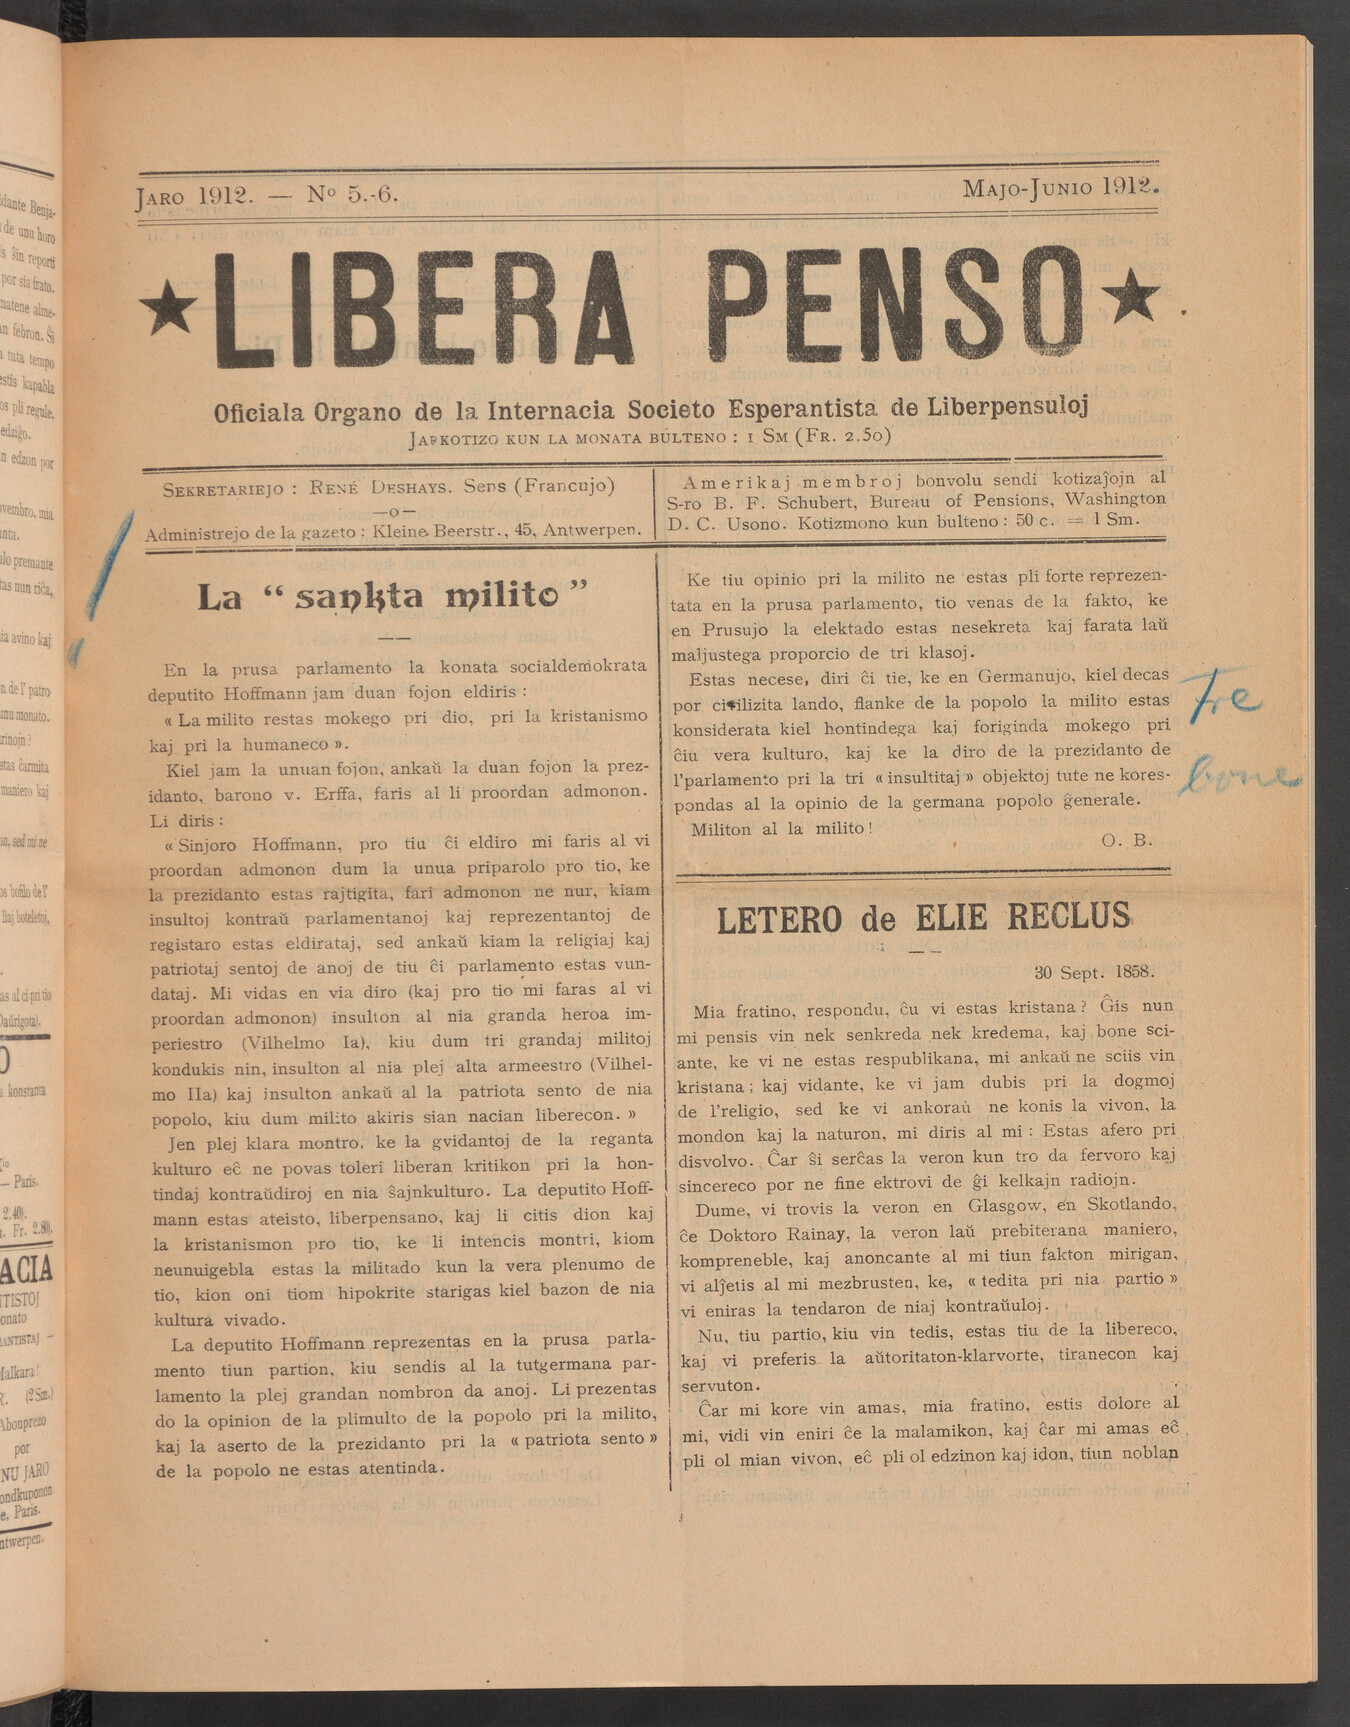 JARO 1912. — No 5.-6.
MAJO-JUNIO 1912.
★LIBERA PENSO★
Oficiala Organo de la Internacia Societo Esperantista de Liberpensuloj
JARKOTIZO KUN LA MONATA BULTENO : 1 SM (FR. 2.50)
SEKRETARIEJO : RENÉ DESHAYS. Sens (Francujo)
—o—
Administrejo de la gazeto : Kleine Beerstr., 45, Antwerpen.
Amerikaj membroj bonvolu sendi kotizaĵojn al
S-ro B. F. Schubert, Bureau of Pensions, Washington
D. C. Usono. Kotizmono kun bulteno : 50 c. = 1 Sm.
La “ sankta milito ”
En la prusa parlamento la konata socialdemokrata
deputito Hoffmann jam duan fojon eldiris :
« La milito restas mokego pri dio, pri la kristanismo
kaj pri la humaneco ».
Kiel jam la unuan fojon, ankaŭ la duan fojon la prez-
idanto, barono v. Erffa, faris al li proordan admonon.
Li diris :
« Sinjoro Hoffmann, pro tiu ĉi eldiro mi faris al vi
proordan admonon dum la unua priparolo pro tio, ke
la prezidanto estas rajtigita, fari admonon ne nur, kiam
insultoj kontraŭ parlamentanoj kaj reprezentantoj de
registaro estas eldirataj, sed ankaŭ kiam la religiaj kaj
patriotaj sentoj de anoj de tiu ĉi parlamento estas vun-
dataj. Mi vidas en via diro (kaj pro tio mi faras al vi
proordan admonon) insulton al nia granda heroa im-
periestro (Vilhelmo Ia), kiu dum tri grandaj militoj
kondukis nin, insulton al nia plej alta armeestro (Vilhel-
mo IIa) kaj insulton ankaŭ al la patriota sento de nia
popolo, kiu dum milito akiris sian nacian liberecon. »
Jen plej klara montro, ke la gvidantoj de la reganta
kulturo eĉ ne povas toleri liberan kritikon pri la hon-
tindaj kontraŭdiroj en nia ŝajnkulturo. La deputito Hoff-
mann estas ateisto, liberpensano, kaj li citis dion kaj
la kristanismon pro tio, ke li intencis montri, kiom
neunuigebla estas la militado kun la vera plenumo de
tio, kion oni tiom hipokrite starigas kiel bazon de nia
kultura vivado.
La deputito Hoffmann reprezentas en la prusa parla-
mento tiun partion, kiu sendis al la tutgermana par-
lamento la plej grandan nombron da anoj. Li prezentas
do la opinion de la plimulto de la popolo pri la milito,
kaj la aserto de la prezidanto pri la « patriota sento »
de la popolo ne estas atentinda.
Ke tiu opinio pri la milito ne estas pli forte reprezen-
tata en la prusa parlamento, tio venas de la fakto, ke
en Prusujo la elektado estas nesekreta kaj farata laŭ
maljustega proporcio de tri klasoj.
Estas necese, diri ĉi tie, ke en Germanujo, kiel decas
por civilizita lando, flanke de la popolo la milito estas
konsiderata kiel hontindega kaj foriginda mokego pri
ĉiu vera kulturo, kaj ke la diro de la prezidanto de
l'parlamento pri la tri « insultitaj » objektoj tute ne kores-
pondas al la opinio de la germana popolo ĝenerale.
Militon al la milito !
O. B.
Tre
bone
LETERO de ELIE RECLUS
30 Sept. 1858.
Mia fratino, respondu, ĉu vi estas kristana ? Ĝis nun
mi pensis vin nek senkreda nek kredema, kaj bone sci-
ante, ke vi ne estas respublikana, mi ankaŭ ne sciis vin
kristana ; kaj vidante, ke vi jam dubis pri la dogmoj
de l'religio, sed ke vi ankoraŭ ne konis la vivon, la
mondon kaj la naturon, mi diris al mi : Estas afero pri
disvolvo. Ĉar ŝi serĉas la veron kun tro da fervoro kaj
sincereco por ne fine ektrovi de ĝi kelkajn radiojn.
Dume, vi trovis la veron en Glasgow, en Skotlando,
ĉe Doktoro Rainay, la veron laŭ prebiterana maniero,
kompreneble, kaj anoncante al mi tiun fakton mirigan,
vi alĵetis al mi mezbrusten, ke, « tedita pri nia partio »
vi eniras la tendaron de niaj kontraŭuloj.
Nu, tiu partio, kiu vin tedis, estas tiu de la libereco,
kaj vi preferis la aŭtoritaton-klarvorte, tiranecon kaj
servuton.
Ĉar mi kore vin amas, mia fratino, estis dolore al
mi, vidi vin eniri ĉe la malamikon, kaj ĉar mi amas eĉ
pli ol mian vivon, eĉ pli ol edzinon kaj idon, tiun noblan